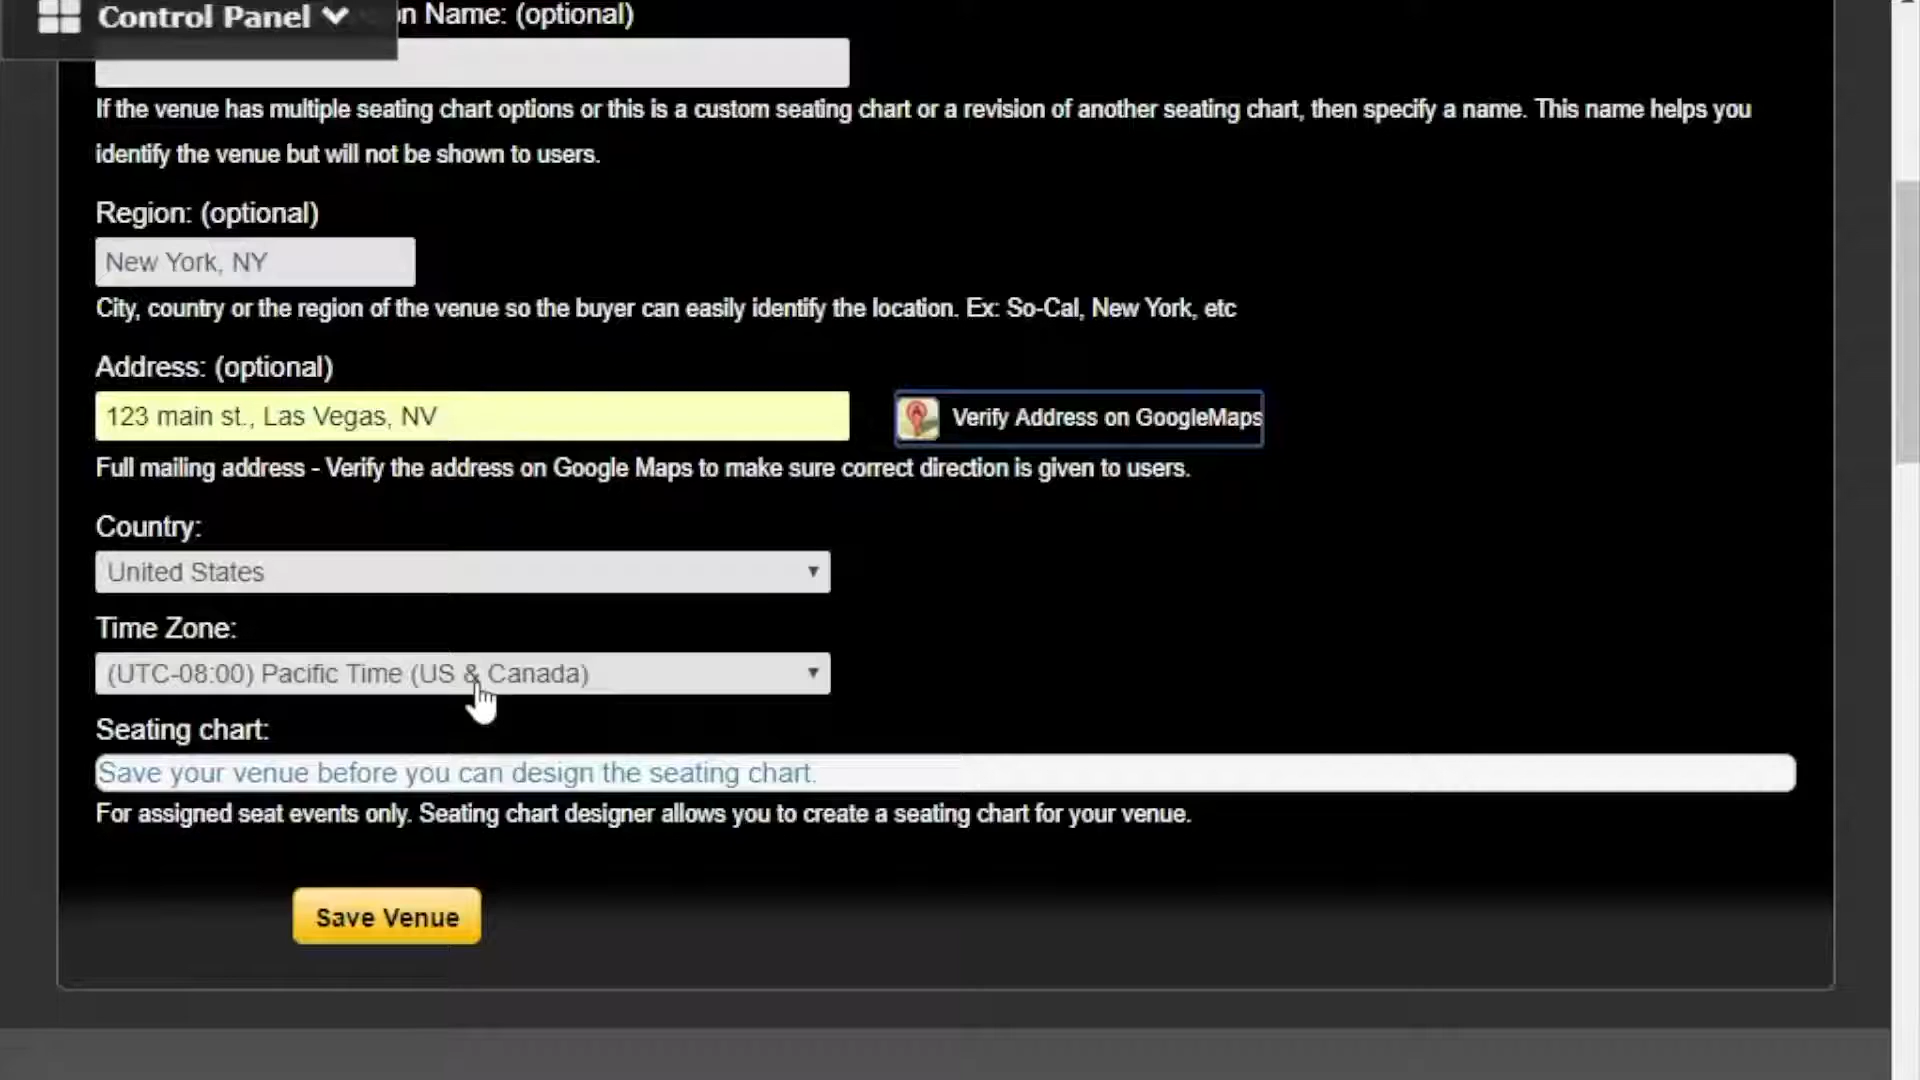 Control Panel
on Name: (optional)
If the venue has multiple seating chart options or this is a custom seating chart or a revision of another seating chart, then specify a name. This name helps you
identify the venue but will not be shown to users.
Region: (optional)
New York, NY
City, country or the region of the venue so the buyer can easily identify the location. Ex: So-Cal, New York, etc
Address: (optional)
123 main st., Las Vegas, NV
Verify Address on GoogleMaps
Full mailing address - Verify the address on Google Maps to make sure correct direction is given to users.
Country:
United States
Time Zone:
(UTC-08:00) Pacific Time (US & Canada)
Seating chart:
Save your venue before you can design the seating chart.
For assigned seat events only. Seating chart designer allows you to create a seating chart for your venue.
Save Venue